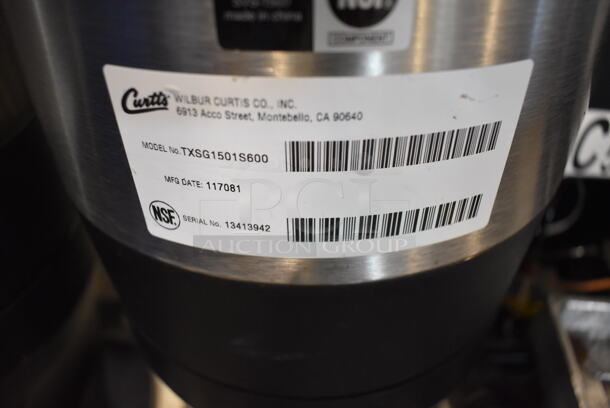 made in china
COMPONENT
Curtis WILBUR CURTIS CO., INC.
6913 Acco Street, Montebello, CA 90640
MODEL No. TXSG1501S600
MFG DATE: 117081
NSF. SERIAL No. 13413942
PCI
AUCTION GROUP